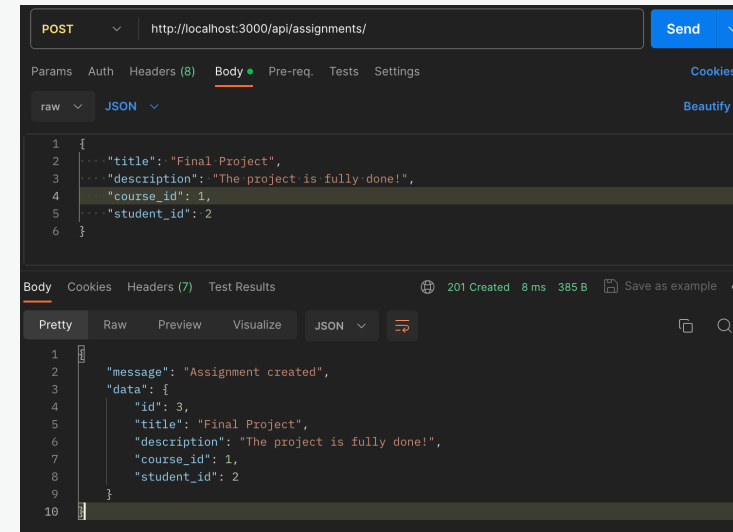 POST http://localhost:3000/api/assignments/ Send
Params Auth Headers (8) Body Pre-req. Tests Settings Cookies
raw JSON Beautify
1 {
2 "title": "Final Project",
3 "description": "The project is fully done!",
4 "course_id": 1,
5 "student_id": 2
6 }
Body Cookies Headers (7) Test Results 201 Created 8 ms 385 B Save as example
Pretty Raw Preview Visualize JSON
1 {
2 "message": "Assignment created",
3 "data": {
4 "id": 3,
5 "title": "Final Project",
6 "description": "The project is fully done!",
7 "course_id": 1,
8 "student_id": 2
9 }
10 }